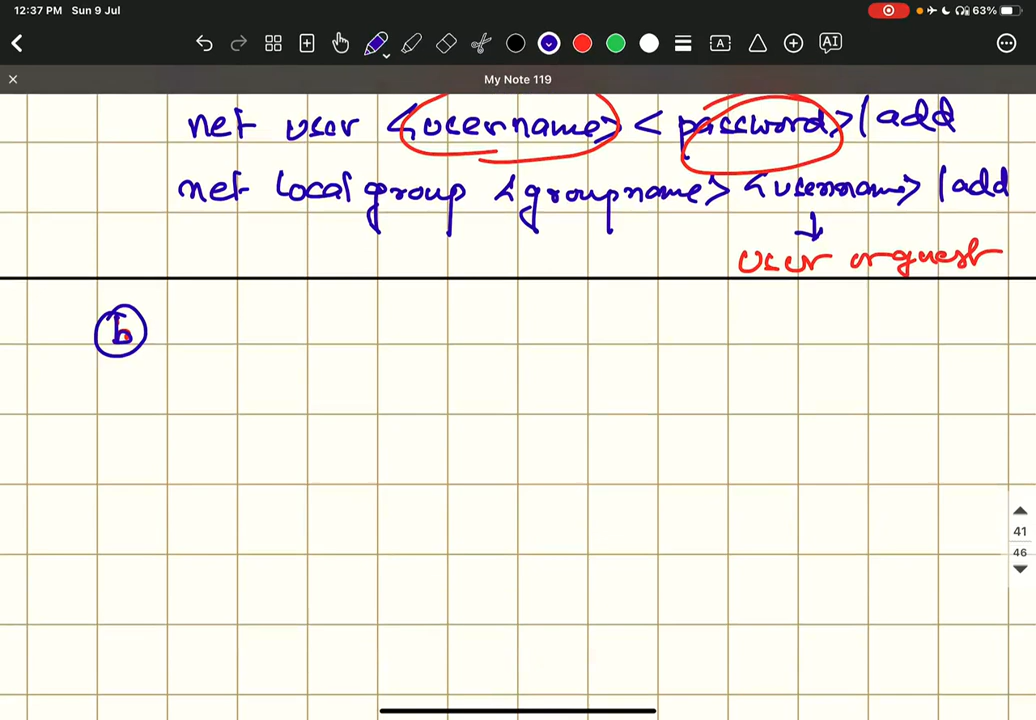 12:37 PM Sun 9 Jul 63%
A AI
My Note 119
net user <username> <password>/add
net localgroup <groupname> <username> /add
user or guest
b
41
46